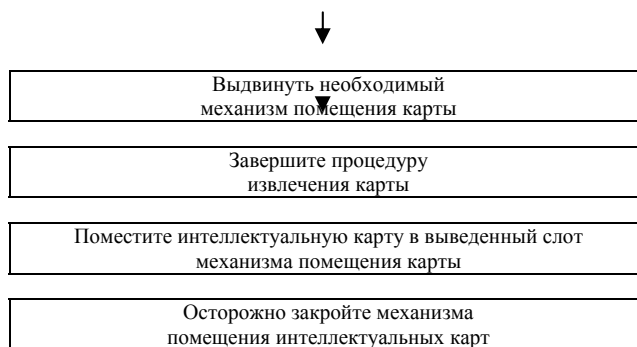 Выдвинуть необходимый
механизм помещения карты
Завершите процедуру
извлечения карты
Поместите интеллектуальную карту в выведенный слот
механизма помещения карты
Осторожно закройте механизма
помещения интеллектуальных карт